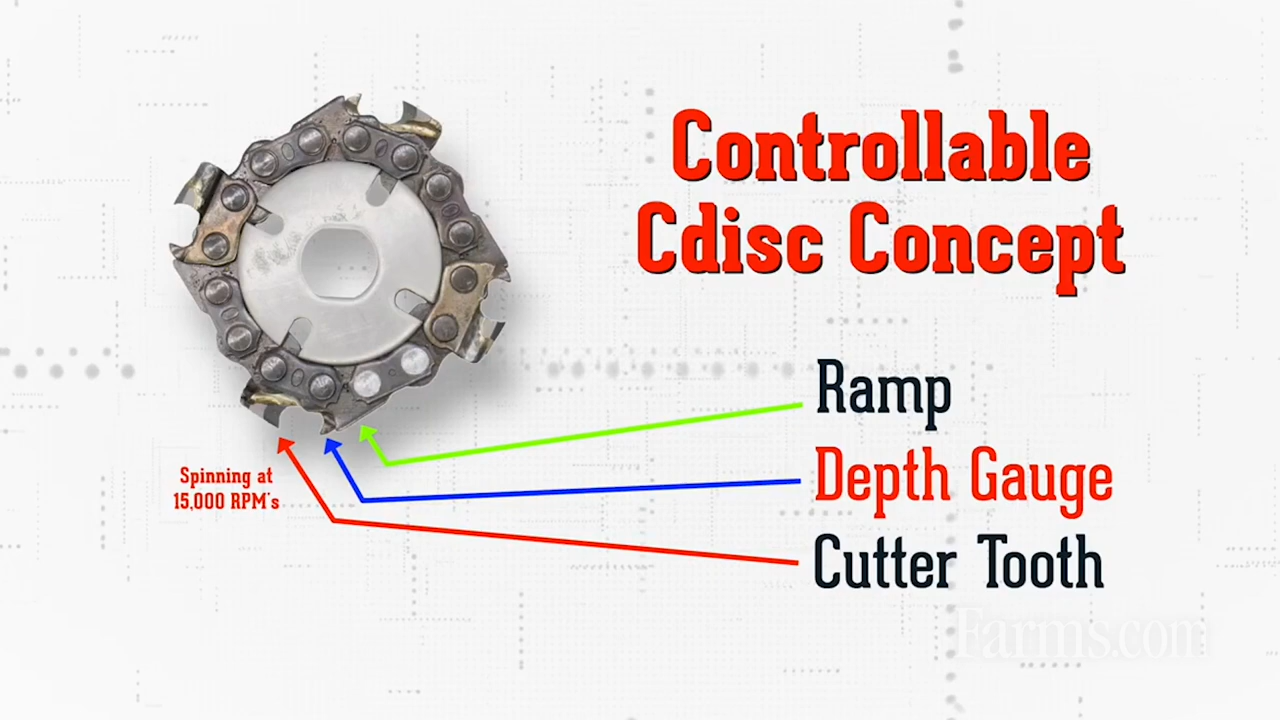 Controllable
Cdisc Concept
Ramp
Depth Gauge
Cutter Tooth
Spinning at
15,000 RPM's
Farms.com